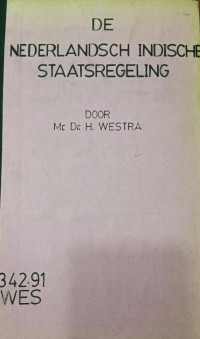 DE
NEDERLANDSCH INDISCHE
STAATSREGELING
DOOR
Mr Dr H. WESTRA
342.91
WES